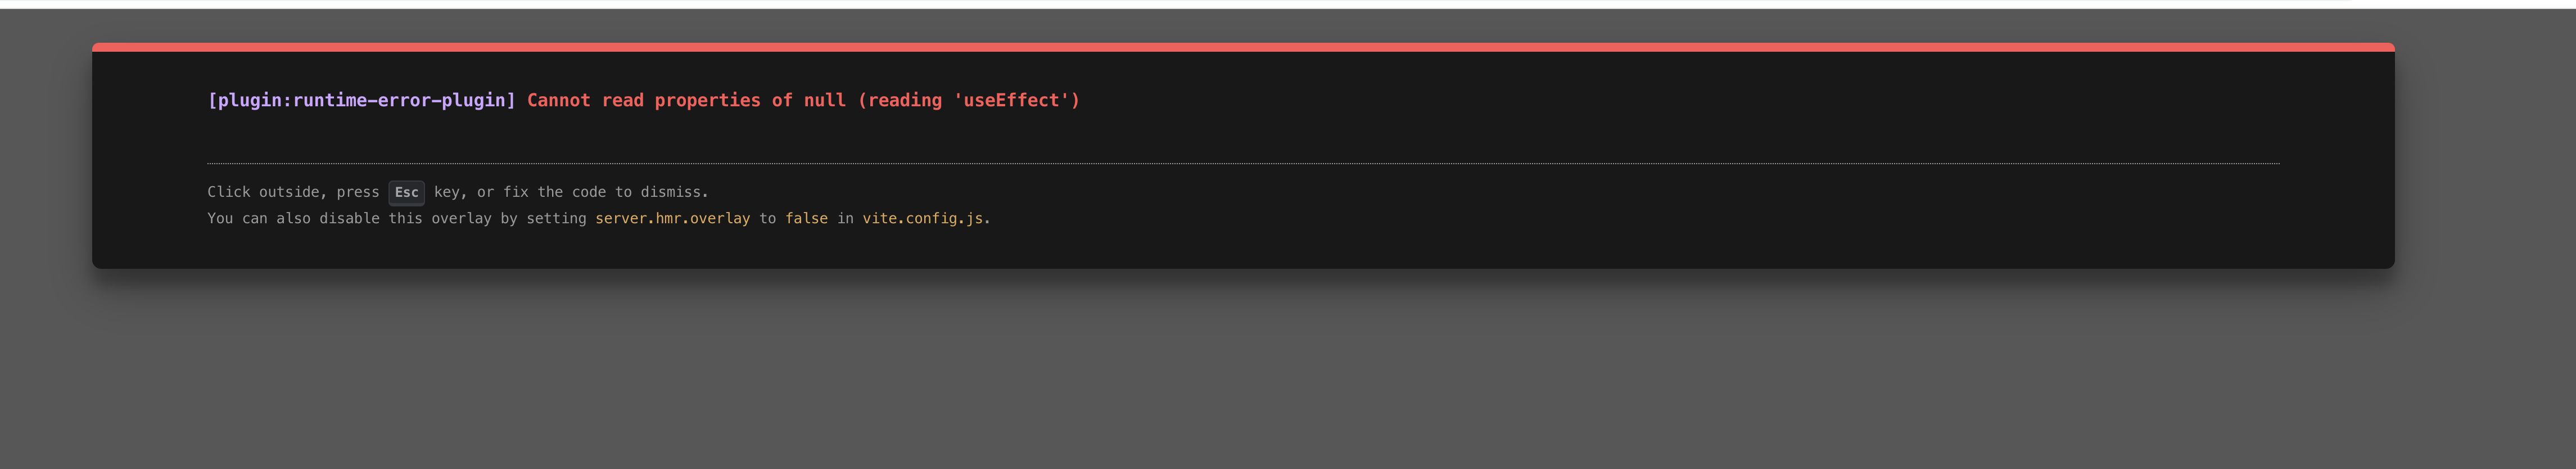 [plugin:runtime-error-plugin] Cannot read properties of null (reading 'useEffect')
Click outside, press Esc key, or fix the code to dismiss.
You can also disable this overlay by setting server.hmr.overlay to false in vite.config.js.